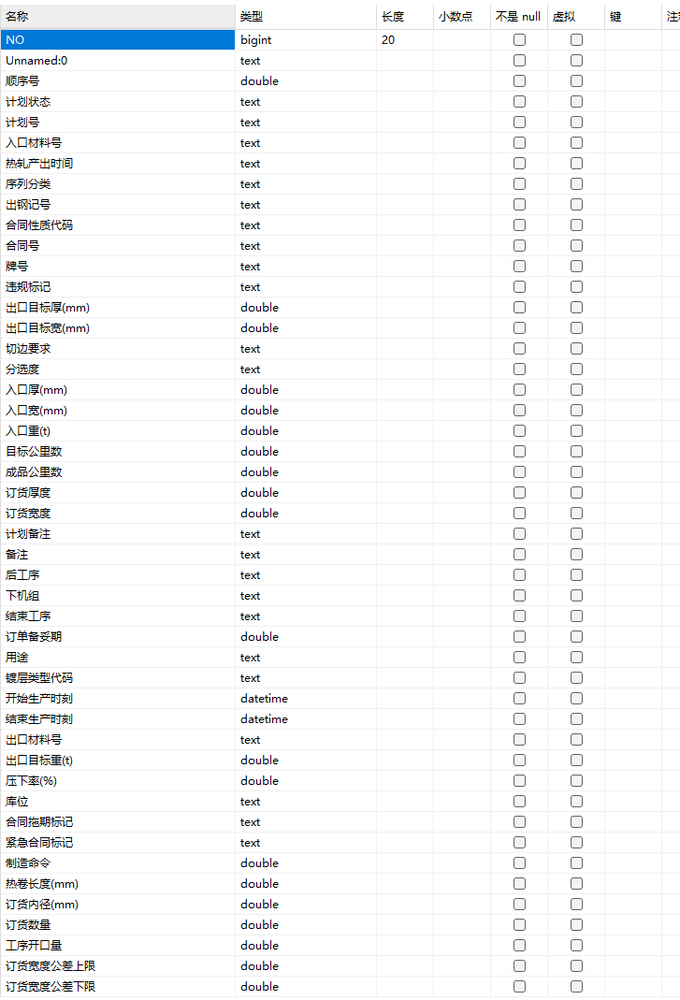 名称 类型 长度 小数点 不是 null 虚拟 键
NO bigint 20
Unnamed:0 text
顺序号 double
计划状态 text
计划号 text
入口材料号 text
热轧产出时间 text
序列分类 text
出钢记号 text
合同性质代码 text
合同号 text
牌号 text
违规标记 text
出口目标厚(mm) double
出口目标宽(mm) double
切边要求 text
分选度 text
入口厚(mm) double
入口宽(mm) double
入口重(t) double
目标公里数 double
成品公里数 double
订货厚度 double
订货宽度 double
计划备注 text
备注 text
后工序 text
下机组 text
结束工序 text
订单备妥期 double
用途 text
镀层类型代码 text
开始生产时刻 datetime
结束生产时刻 datetime
出口材料号 text
出口目标重(t) double
压下率(%) double
库位 text
合同拖期标记 text
紧急合同标记 text
制造命令 double
热卷长度(mm) double
订货内径(mm) double
订货数量 double
工序开口量 double
订货宽度公差上限 double
订货宽度公差下限 double